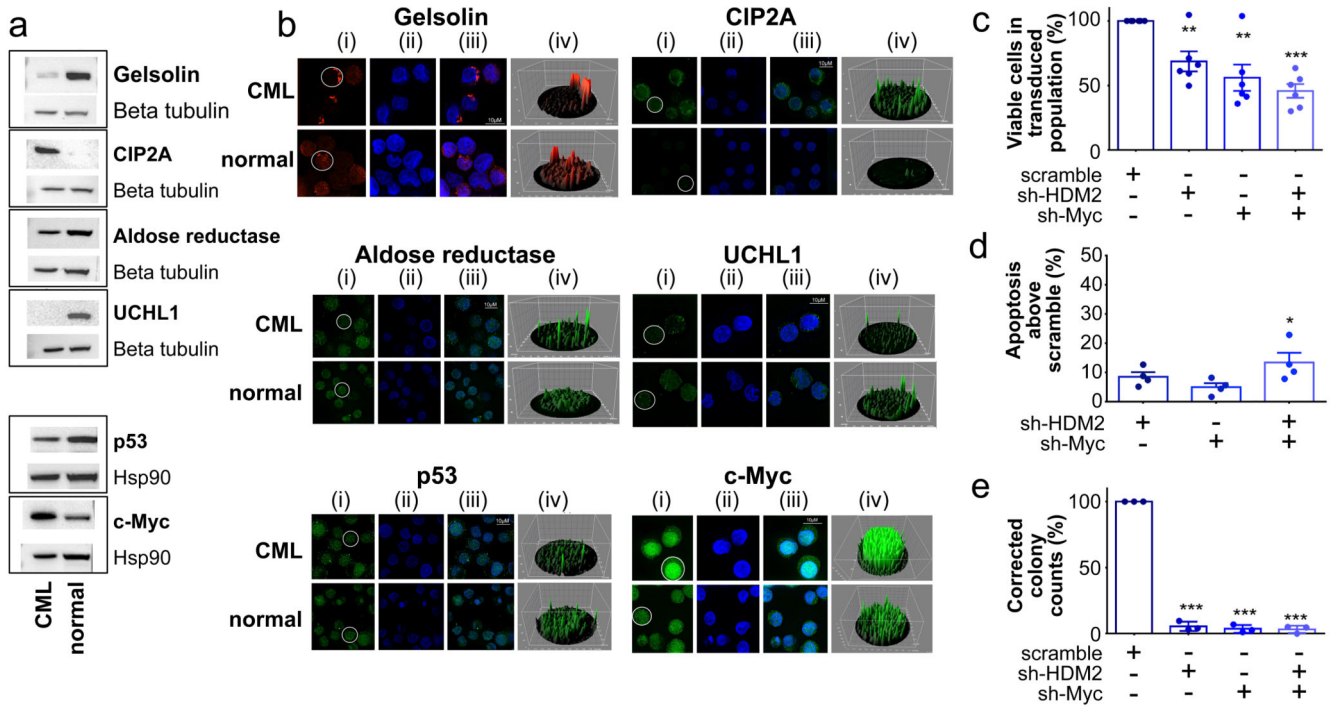 a
Gelsolin
Beta tubulin
CIP2A
Beta tubulin
Aldose reductase
Beta tubulin
UCHL1
Beta tubulin
p53
Hsp90
c-Myc
Hsp90
CML
normal
b
Gelsolin
(i) (ii) (iii) (iv)
CML
10µM
normal
CIP2A
(i) (ii) (iii) (iv)
10µM
Aldose reductase
(i) (ii) (iii) (iv)
CML
10µM
normal
UCHL1
(i) (ii) (iii) (iv)
10µM
p53
(i) (ii) (iii) (iv)
CML
10µM
normal
c-Myc
(i) (ii) (iii) (iv)
10µM
c
Viable cells in
transduced
population (%)
100
50
0
** ** ***
scramble + - - -
sh-HDM2 - + - +
sh-Myc - - + +
d
Apoptosis
above
scramble (%)
50
40
30
20
10
0
*
sh-HDM2 + - +
sh-Myc - + +
e
Corrected
colony
counts (%)
100
50
0
*** *** ***
scramble + - - -
sh-HDM2 - + - +
sh-Myc - - + +